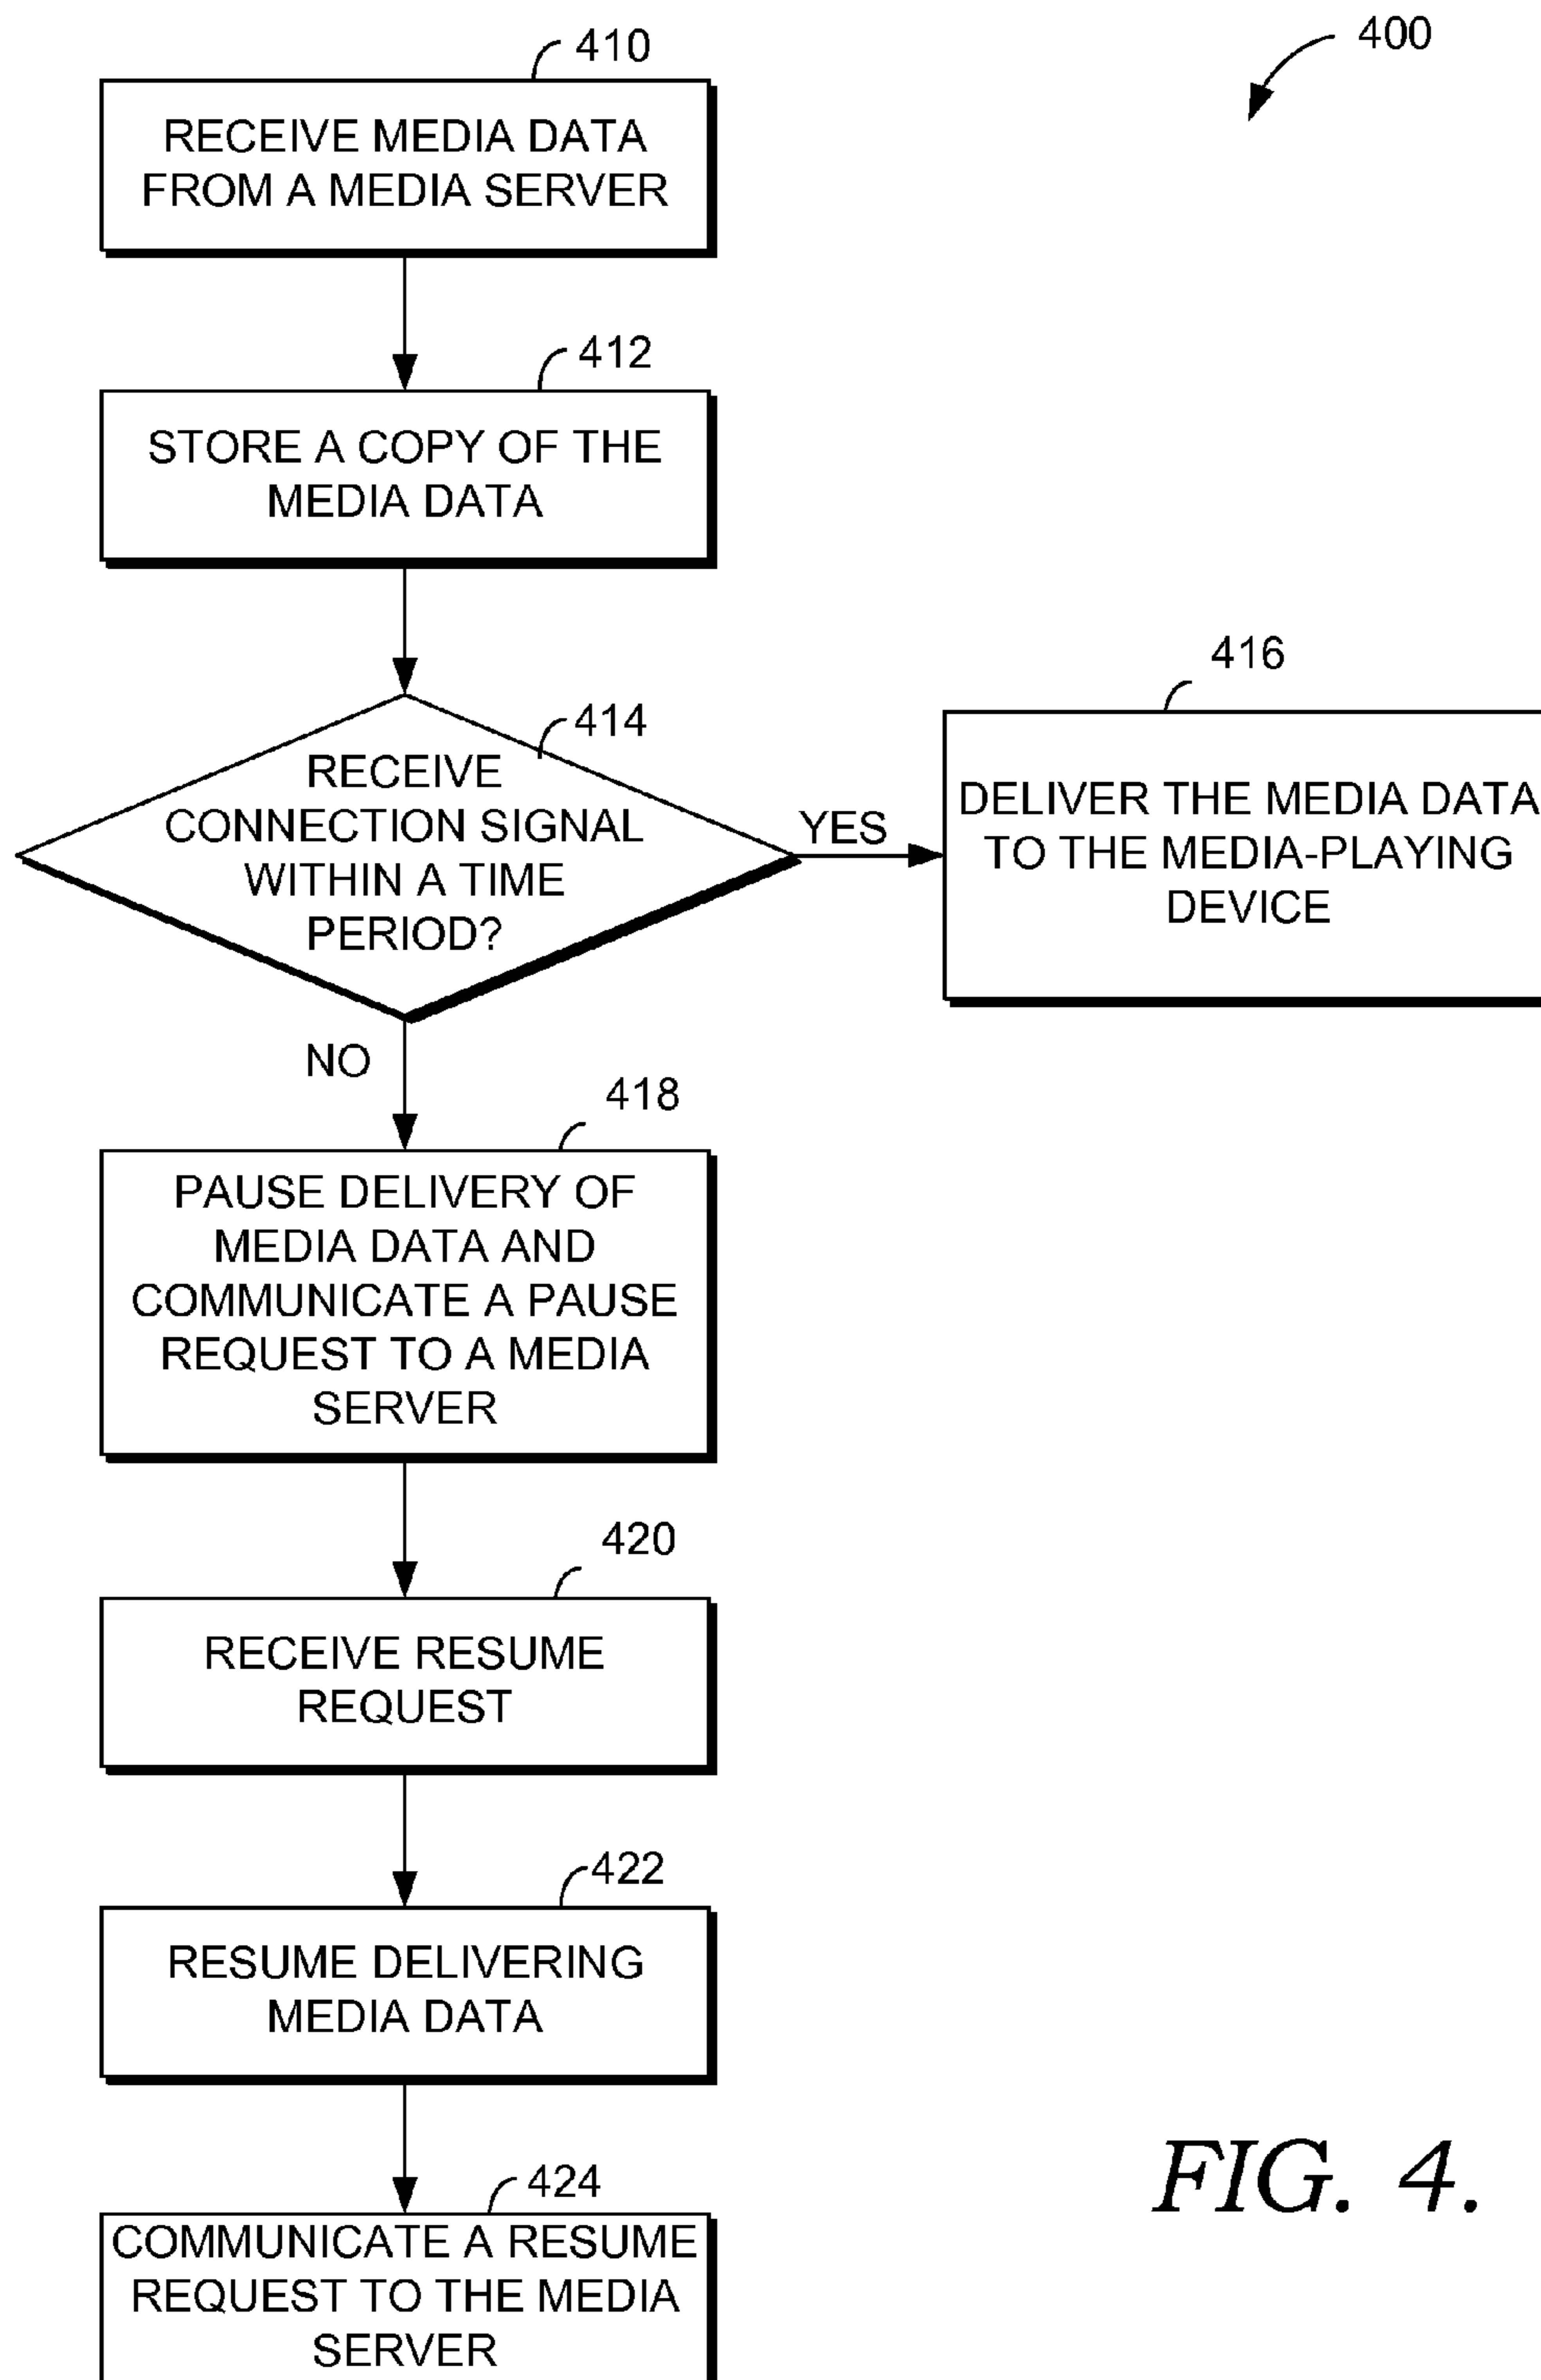 400
410
RECEIVE MEDIA DATA
FROM A MEDIA SERVER
412
STORE A COPY OF THE
MEDIA DATA
414
RECEIVE
CONNECTION SIGNAL
WITHIN A TIME
PERIOD?
YES
416
DELIVER THE MEDIA DATA
TO THE MEDIA-PLAYING
DEVICE
NO
418
PAUSE DELIVERY OF
MEDIA DATA AND
COMMUNICATE A PAUSE
REQUEST TO A MEDIA
SERVER
420
RECEIVE RESUME
REQUEST
422
RESUME DELIVERING
MEDIA DATA
424
COMMUNICATE A RESUME
REQUEST TO THE MEDIA
SERVER
FIG. 4.